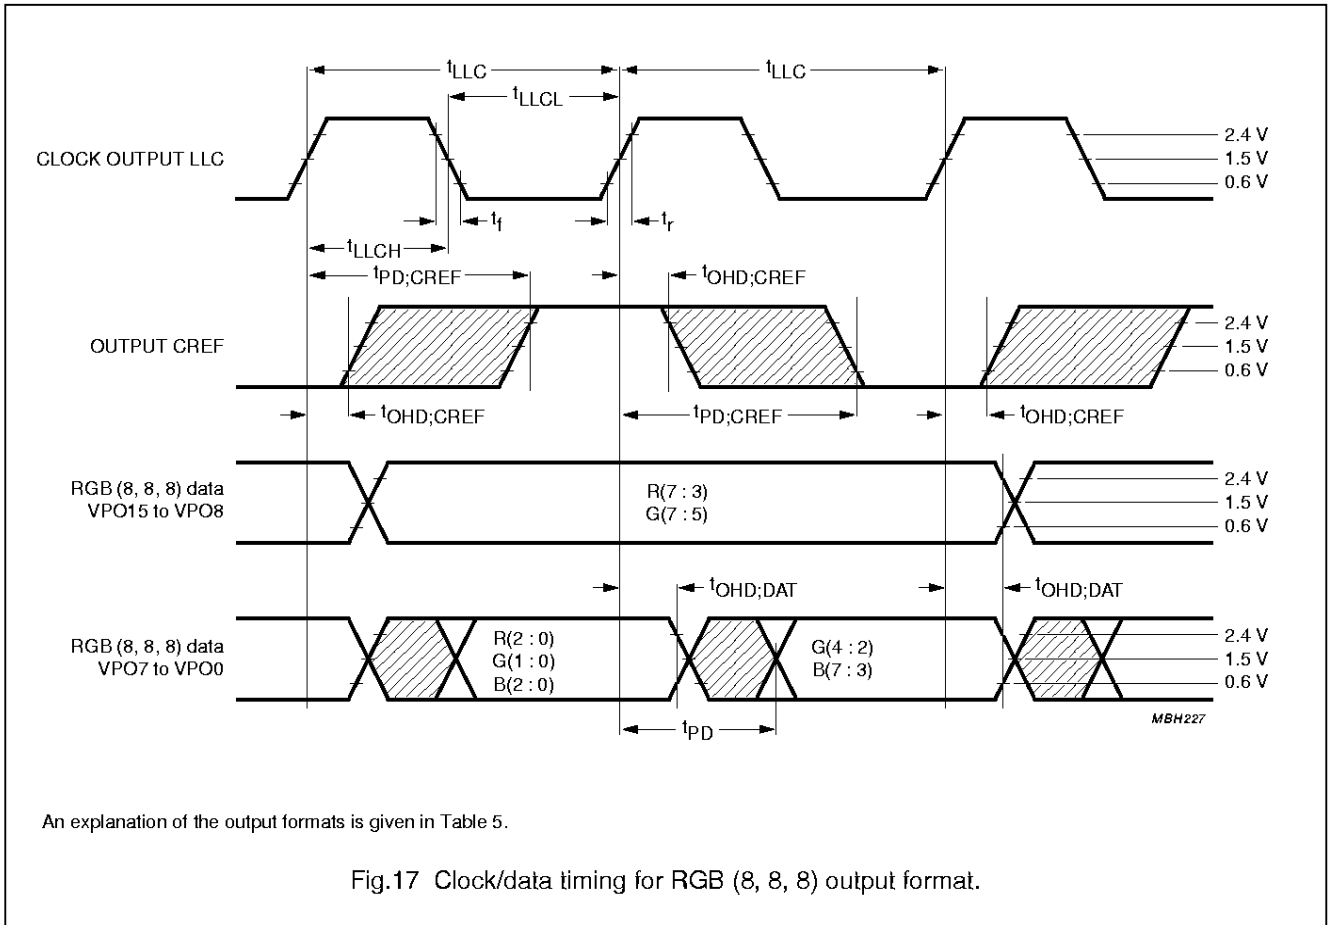 tLLC
tLLC
tLLCL
CLOCK OUTPUT LLC
2.4 V
1.5 V
0.6 V
tf
tr
tLLCH
tPD;CREF
tOHD;CREF
OUTPUT CREF
2.4 V
1.5 V
0.6 V
tOHD;CREF
tPD;CREF
tOHD;CREF
RGB (8, 8, 8) data
VPO15 to VPO8
R(7 : 3)
G(7 : 5)
2.4 V
1.5 V
0.6 V
tOHD;DAT
tOHD;DAT
RGB (8, 8, 8) data
VPO7 to VPO0
R(2 : 0)
G(1 : 0)
B(2 : 0)
G(4 : 2)
B(7 : 3)
2.4 V
1.5 V
0.6 V
tPD
MBH227
An explanation of the output formats is given in Table 5.
Fig.17 Clock/data timing for RGB (8, 8, 8) output format.